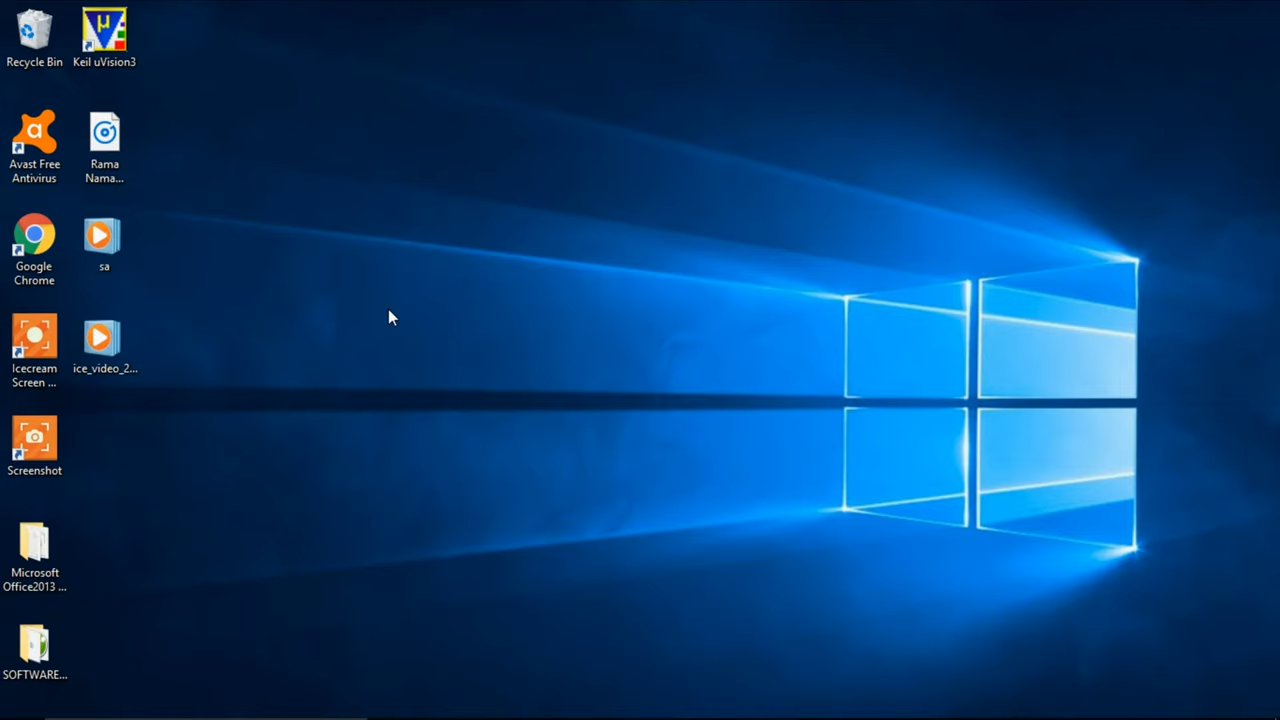 Recycle Bin
Keil uVision3
Avast Free
Antivirus
Rama
Nama...
Google
Chrome
sa
Icecream
Screen ...
ice_video_2...
Screenshot
Microsoft
Office2013 ...
SOFTWARE...